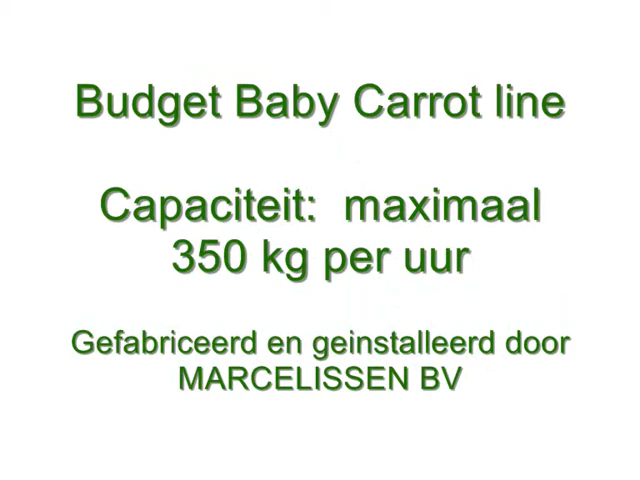 Budget Baby Carrot line
Capaciteit: maximaal
350 kg per uur
Gefabriceerd en geinstalleerd door
MARCELISSEN BV